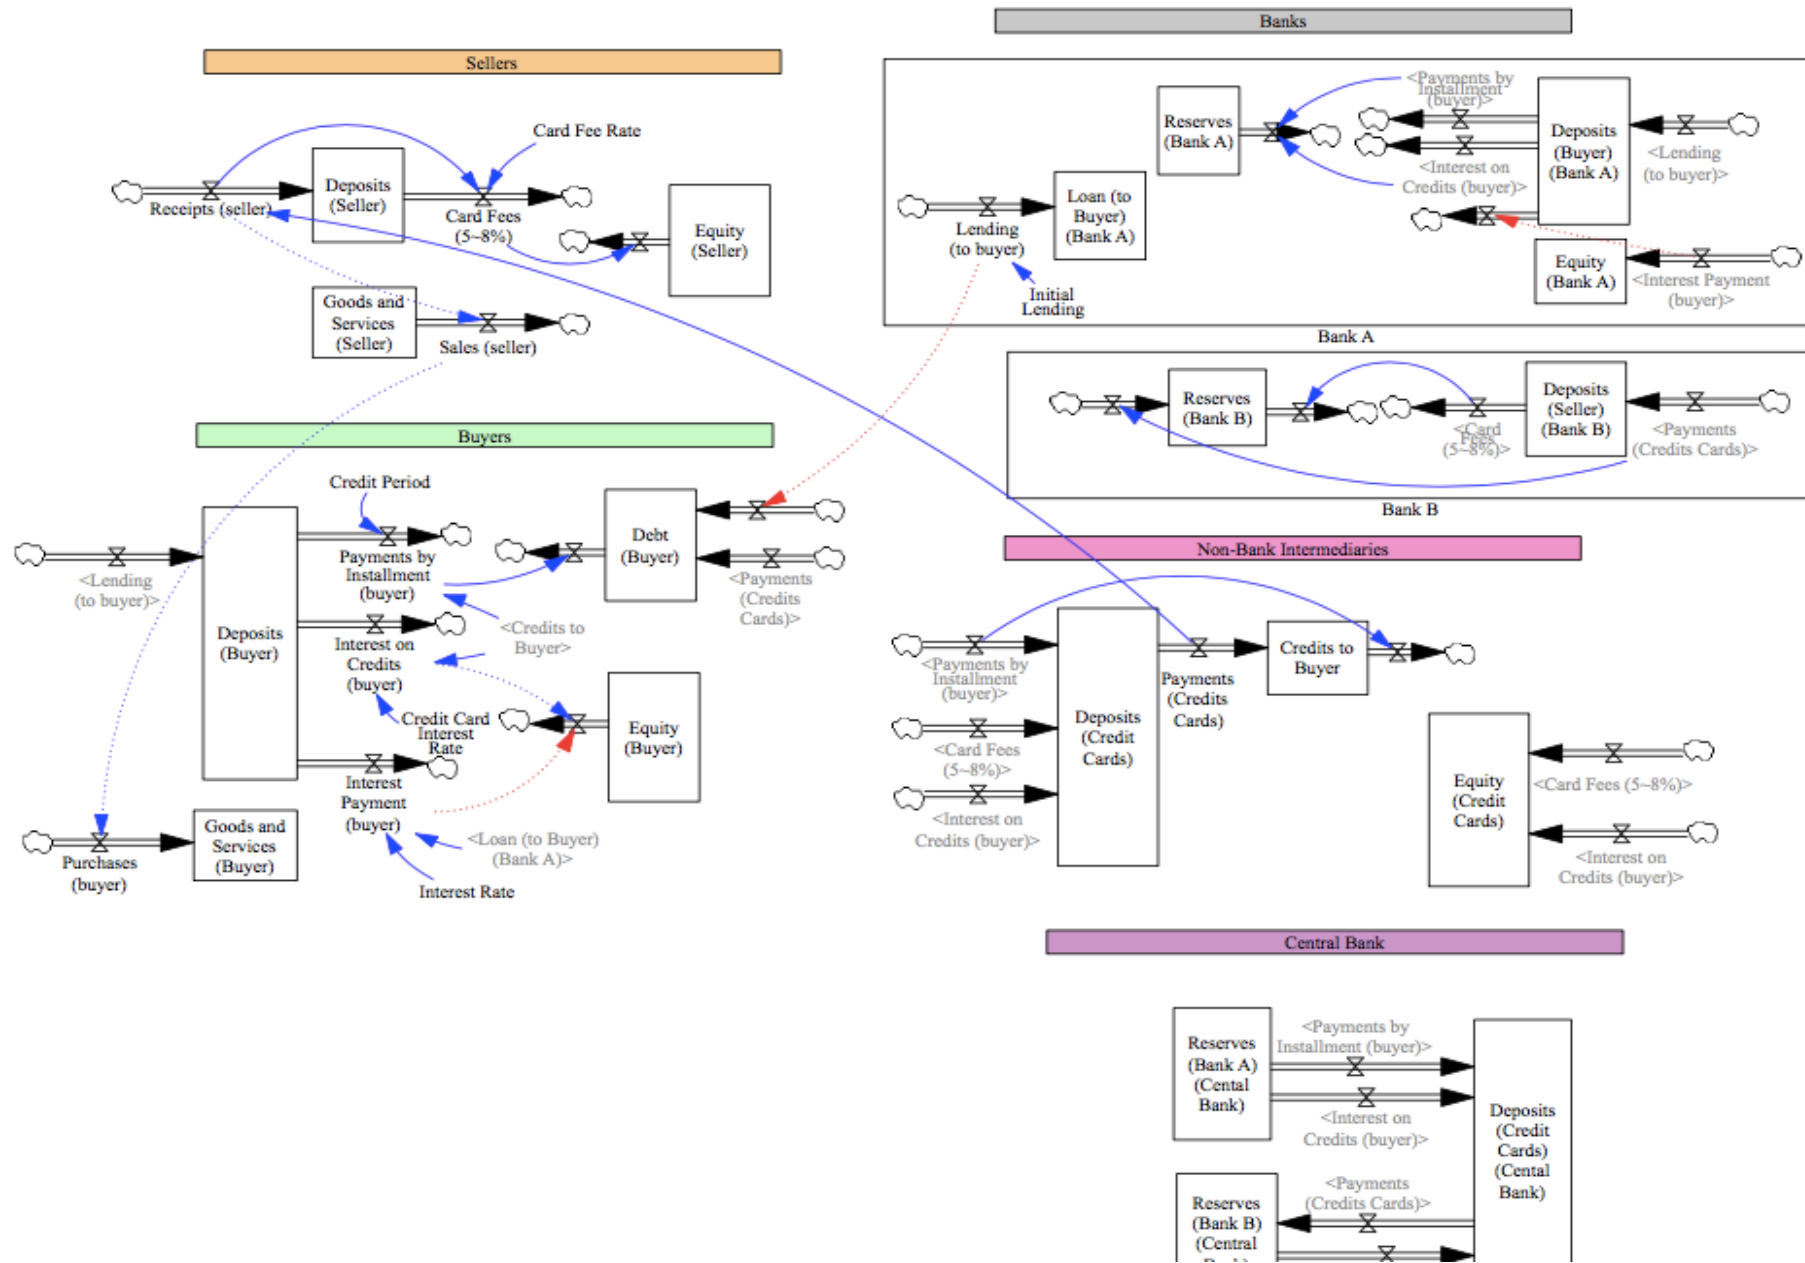 Sellers
Card Fee Rate
Deposits
(Seller)
Receipts (seller)
Card Fees
(5~8%)
Equity
(Seller)
Goods and
Services
(Seller)
Sales (seller)
Buyers
Credit Period
Payments by
Installment
(buyer)
Debt
(Buyer)
<Lending
(to buyer)>
<Payments
(Credits
Cards)>
Deposits
(Buyer)
<Credits to
Buyer>
Interest on
Credits
(buyer)
Credit Card
Interest
Rate
Equity
(Buyer)
Interest
Payment
(buyer)
Goods and
Services
(Buyer)
<Loan (to Buyer)
(Bank A)>
Purchases
(buyer)
Interest Rate
Banks
<Payments by
Installment
(buyer)>
Reserves
(Bank A)
Deposits
(Buyer)
(Bank A)
<Lending
(to buyer)>
<Interest on
Credits (buyer)>
Loan (to
Buyer)
(Bank A)
Lending
(to buyer)
Equity
(Bank A)
<Interest Payment
(buyer)>
Initial
Lending
Bank A
Reserves
(Bank B)
Deposits
(Seller)
(Bank B)
<Card
Fees
(5~8%)>
<Payments
(Credits Cards)>
Bank B
Non-Bank Intermediaries
<Payments by
Installment
(buyer)>
Payments
(Credits
Cards)
Credits to
Buyer
Deposits
(Credit
Cards)
<Card Fees
(5~8%)>
Equity
(Credit
Cards)
<Card Fees (5~8%)>
<Interest on
Credits (buyer)>
<Interest on
Credits (buyer)>
Central Bank
Reserves
(Bank A)
(Cental
Bank)
<Payments by
Installment (buyer)>
<Interest on
Credits (buyer)>
Deposits
(Credit
Cards)
(Cental
Bank)
<Payments
(Credits Cards)>
Reserves
(Bank B)
(Central